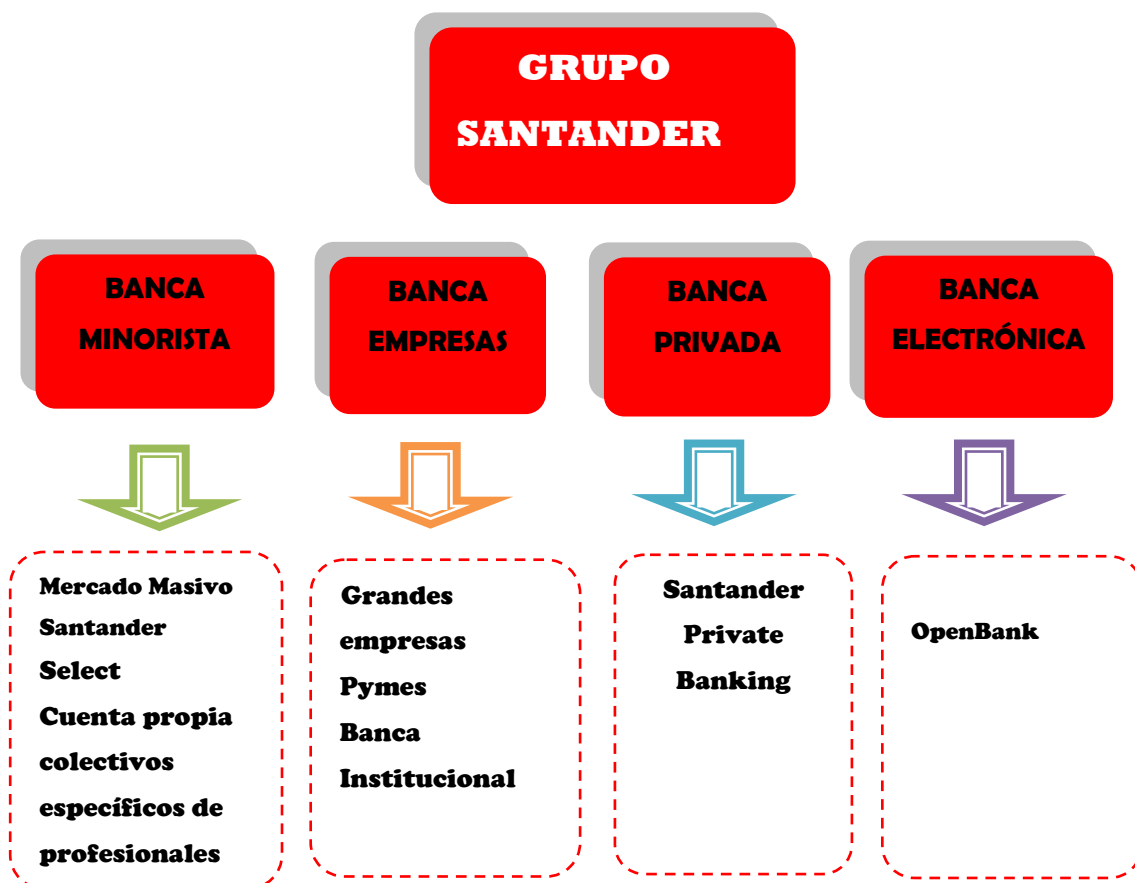 GRUPO
SANTANDER
BANCA
MINORISTA
BANCA
EMPRESAS
BANCA
PRIVADA
BANCA
ELECTRÓNICA
Mercado Masivo
Santander
Select
Cuenta propia
colectivos
específicos de
profesionales
Grandes
empresas
Pymes
Banca
Institucional
Santander
Private
Banking
OpenBank